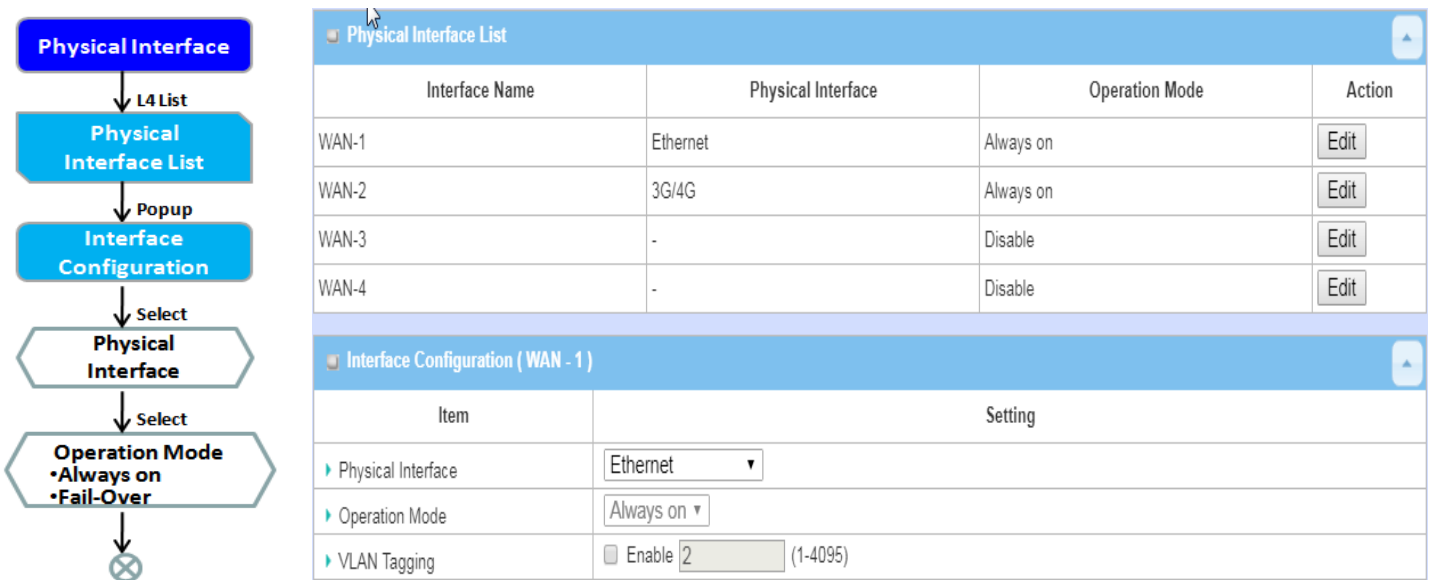 Physical Interface
L4 List
Physical
Interface List
Popup
Interface
Configuration
Select
Physical
Interface
Select
Operation Mode
•Always on
•Fail-Over
Physical Interface List
Interface Name Physical Interface Operation Mode Action
WAN-1 Ethernet Always on Edit
WAN-2 3G/4G Always on Edit
WAN-3 - Disable Edit
WAN-4 - Disable Edit
Interface Configuration ( WAN - 1 )
Item Setting
Physical Interface Ethernet
Operation Mode Always on
VLAN Tagging Enable 2 (1-4095)